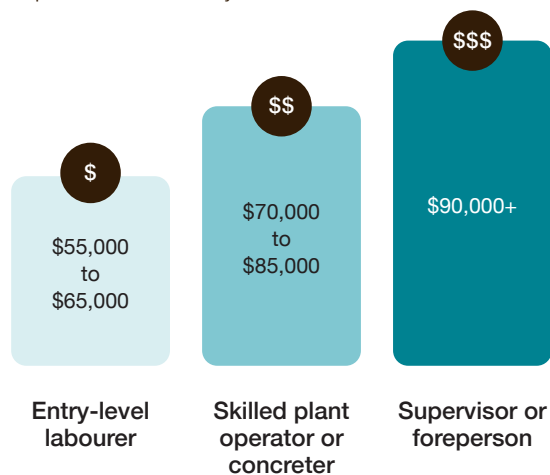 $$$
$$
$
$90,000+
$70,000
to
$85,000
$55,000
to
$65,000
Entry-level
labourer
Skilled plant
operator or
concreter
Supervisor or
foreperson